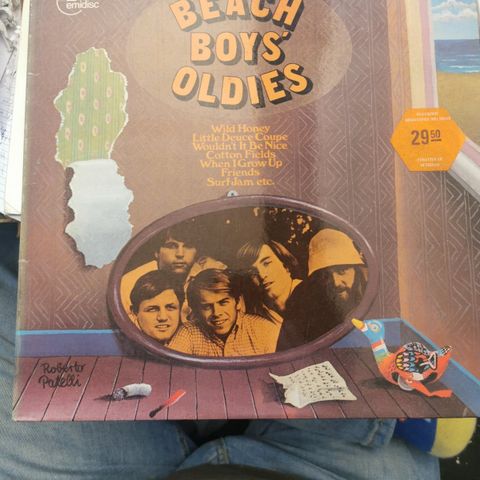 emidisc
BEACH
BOYS'
OLDIES
Wild Honey
Little Deuce Coupe
Wouldn't It Be Nice
Cotton Fields
When I Grow Up
Friends
Surf Jam etc.
29 50
Roberto